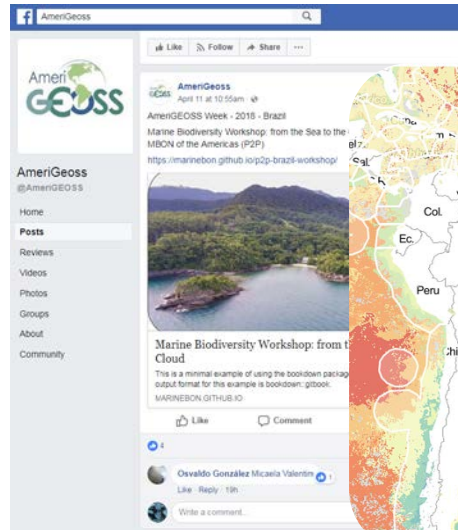 AmeriGeoss
Like Follow Share
Ameri
GEOSS
AmeriGeoss
@AmeriGEOSS
Home
Posts
Reviews
Videos
Photos
Groups
About
Community
AmeriGeoss
April 11 at 10:55am
AmeriGEOSS Week - 2018 - Brazil
Marine Biodiversity Workshop: from the Sea to the
MBON of the Americas (P2P)
https://marinebon.github.io/p2p-brazil-workshop/
Marine Biodiversity Workshop: from t
Cloud
This is a minimal example of using the bookdown packag
output format for this example is bookdown::gitbook.
MARINEBON.GITHUB.IO
Like Comment
4
Osvaldo González Micaela Valentim 1
Like · Reply · 19h
Write a comment...
Sal.
Col.
Ec.
Peru